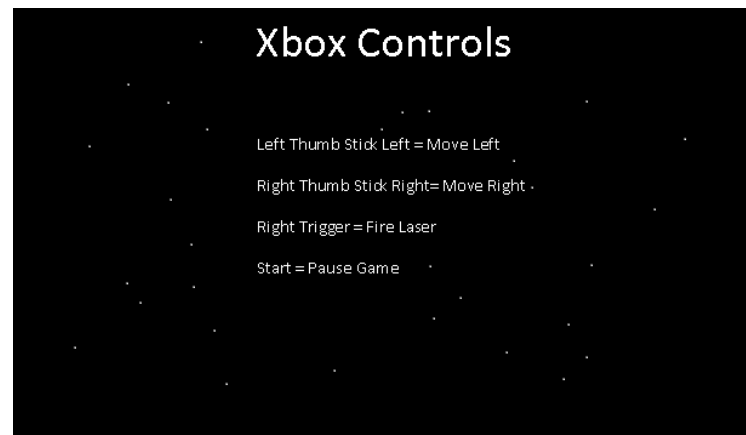 Xbox Controls
Left Thumb Stick Left = Move Left
Right Thumb Stick Right= Move Right
Right Trigger = Fire Laser
Start = Pause Game